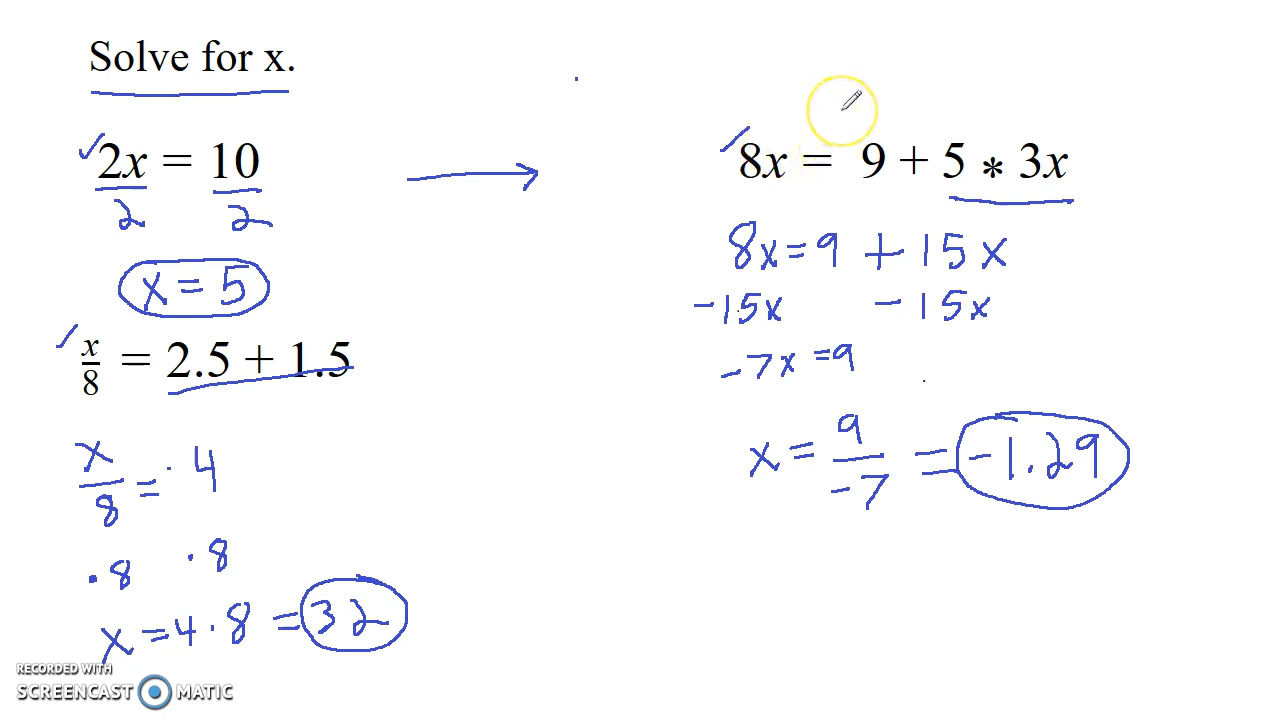 Solve for x.
2x = 10
2 2
x = 5
x/8 = 2.5 + 1.5
x/8 = 4
·8 ·8
x = 4·8 = 32
8x = 9 + 5 * 3x
8x = 9 + 15x
-15x -15x
-7x = 9
x = 9/-7 = -1.29
RECORDED WITH
SCREENCAST MATIC